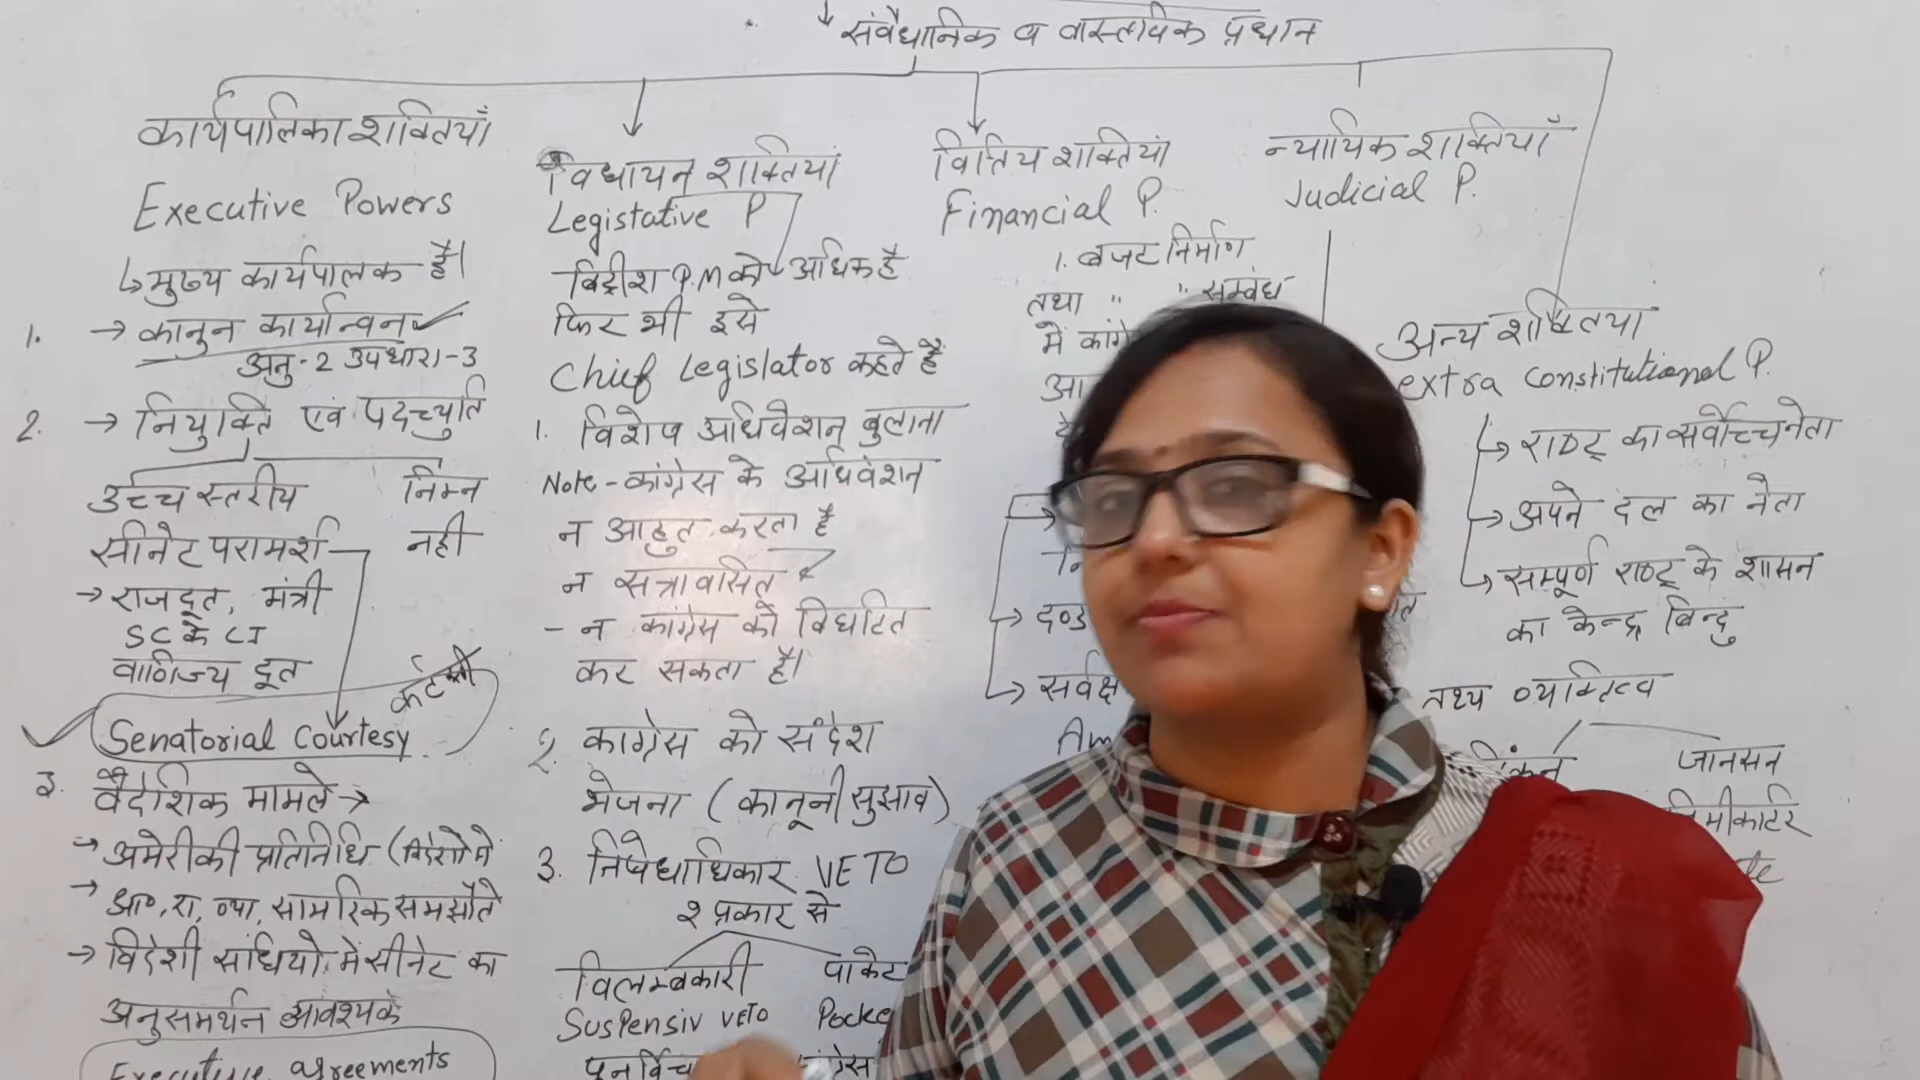 संवैधानिक व वास्तविक प्रधान
कार्यपालिका शक्तियाँ
Executive Powers
↳ मुख्य कार्यपालक है।
1. → कानुन कार्यान्वन ✓
अनु-2 उपधारा-3
2. → नियुक्ति एवं पदच्युति
उच्च स्तरीय निम्न
सीनेट परामर्श नही
→ राजदूत, मंत्री
SC के CJ
वाणिज्य दूत
Senatorial Courtesy
3. वैदेशिक मामले →
→ अमेरीकी प्रतिनिधि (विदेशो मे
→ आ०, रा, व्या, सामरिक समझौते
→ विदेशी संधियो में सीनेट का
अनुसमर्थन आवश्यक
Executive agreements
विधायन शक्तियां
Legistative P
ब्रिट्रीश P.M को अधिक है
फिर भी इसे
Chief Legislator कहते हैं
1. विशेष अधिवेशन बुलाना
Note - कांग्रेस के अधिवेशन
न आहुत करता है
न सत्रावसित
- न कांग्रेस को विघटित
कर सकता है।
2. कांग्रेस को संदेश
भेजना (कानूनी सुझाव)
3. निषेधाधिकार VETO
२ प्रकार से
विलम्बकारी पाकेट
Suspensiv VETO
वित्तिय शक्तियां
Financial P.
1. बजट निर्माण
तथा " " सम्बंध
में
न्यायिक शक्तियाँ
Judicial P.
अन्य शक्तियां
extra constitutional P.
↳ राष्ट्र का सर्वोच्च नेता
→ अपने दल का नेता
↳ सम्पूर्ण राष्ट्र के शासन
का केन्द्र बिन्दु
तथ्य व्यक्तित्व
जानसन